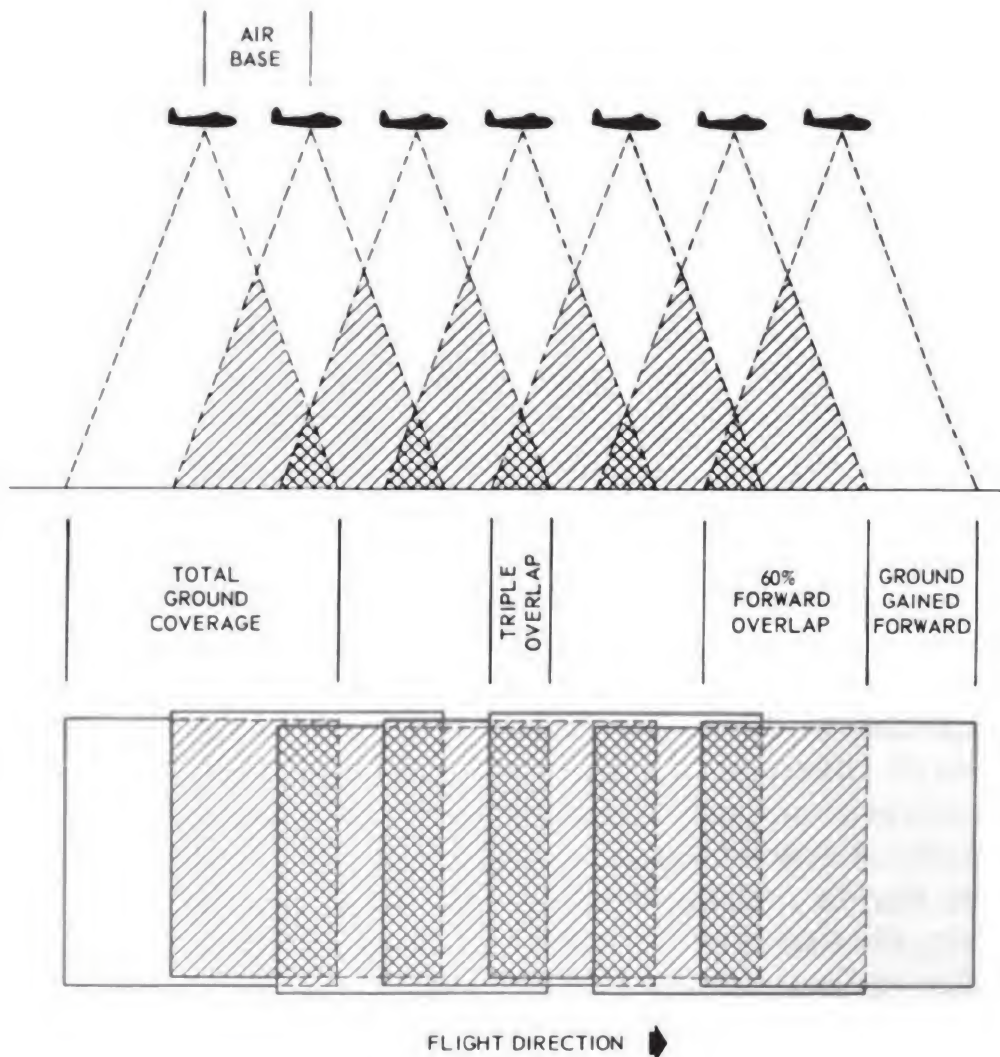 AIR
BASE
TOTAL
GROUND
COVERAGE
TRIPLE
OVERLAP
60%
FORWARD
OVERLAP
GROUND
GAINED
FORWARD
FLIGHT DIRECTION